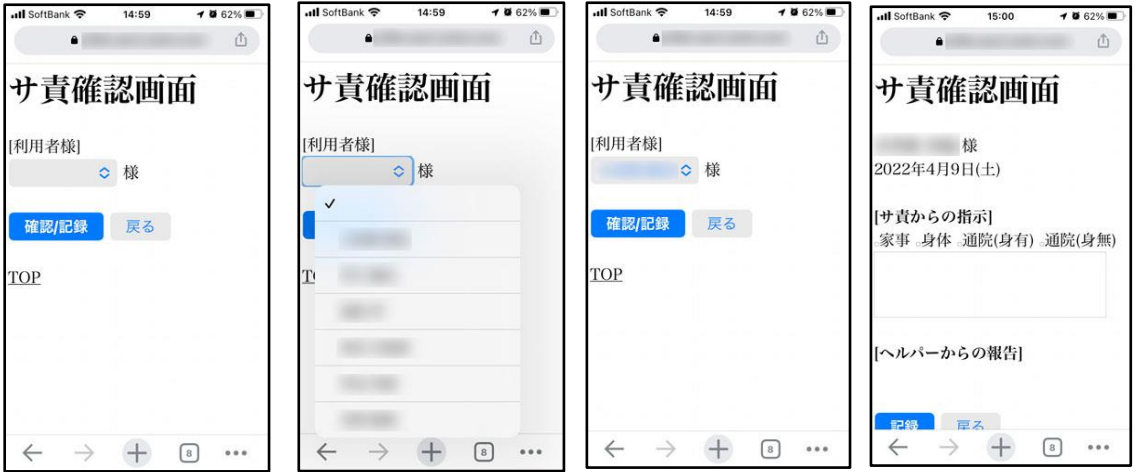 SoftBank 14:59 62%
サ責確認画面
[利用者様]
様
確認/記録 戻る
TOP
8
SoftBank 14:59 62%
サ責確認画面
[利用者様]
様
8
SoftBank 14:59 62%
サ責確認画面
[利用者様]
様
確認/記録 戻る
TOP
8
SoftBank 15:00 62%
サ責確認画面
様
2022年4月9日(土)
[サ責からの指示]
家事 身体 通院(身有) 通院(身無)
[ヘルパーからの報告]
記録 戻る
8